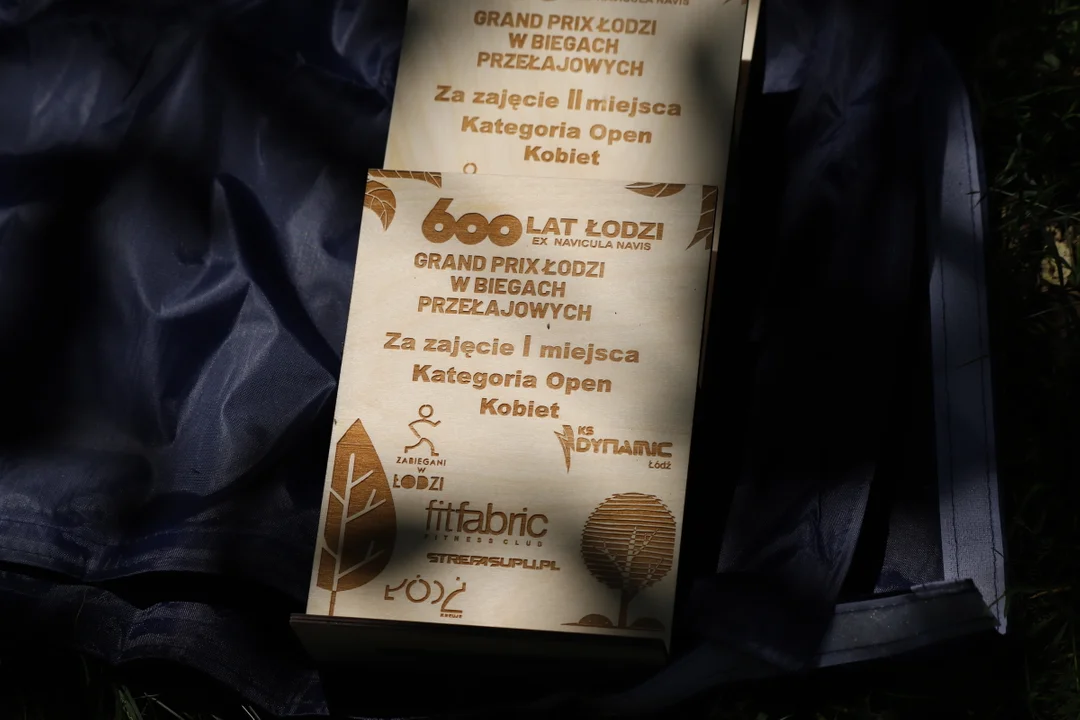 NAVICULA NAVIS
GRAND PRIX ŁODZI
W BIEGACH
PRZEŁAJOWYCH
Za zajęcie II miejsca
Kategoria Open
Kobiet
600 LAT ŁODZI
EX NAVICULA NAVIS
GRAND PRIX ŁODZI
W BIEGACH
PRZEŁAJOWYCH
Za zajęcie I miejsca
Kategoria Open
Kobiet
KS
DYNAMIC
Łódź
ZABIEGANI
W
ŁODZI
fitfabric
FITNESS CLUB
STREFASUPLI.PL
ŁÓDŹ